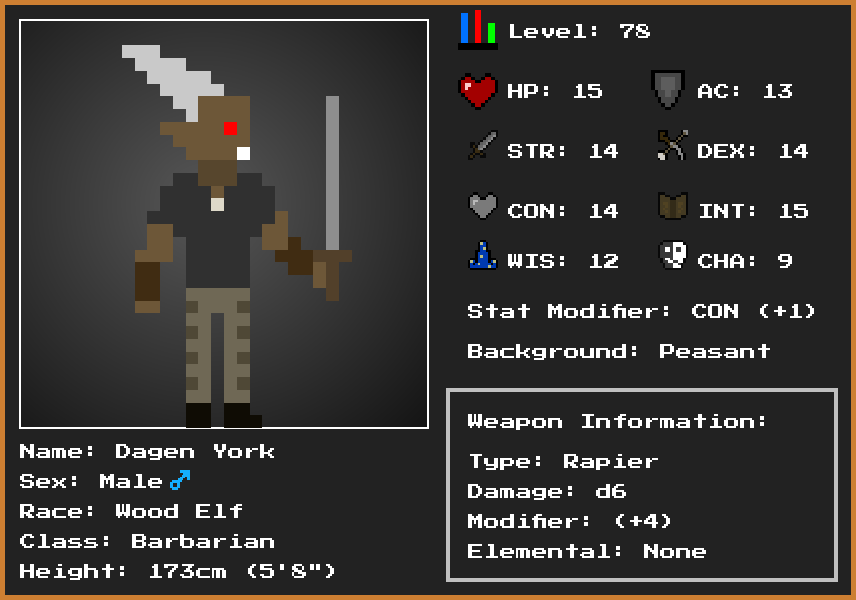 Level: 78
HP: 15
AC: 13
STR: 14
DEX: 14
CON: 14
INT: 15
WIS: 12
CHA: 9
Stat Modifier: CON (+1)
Background: Peasant
Weapon Information:
Type: Rapier
Damage: d6
Modifier: (+4)
Elemental: None
Name: Dagen York
Sex: Male ♂
Race: Wood Elf
Class: Barbarian
Height: 173cm (5'8")